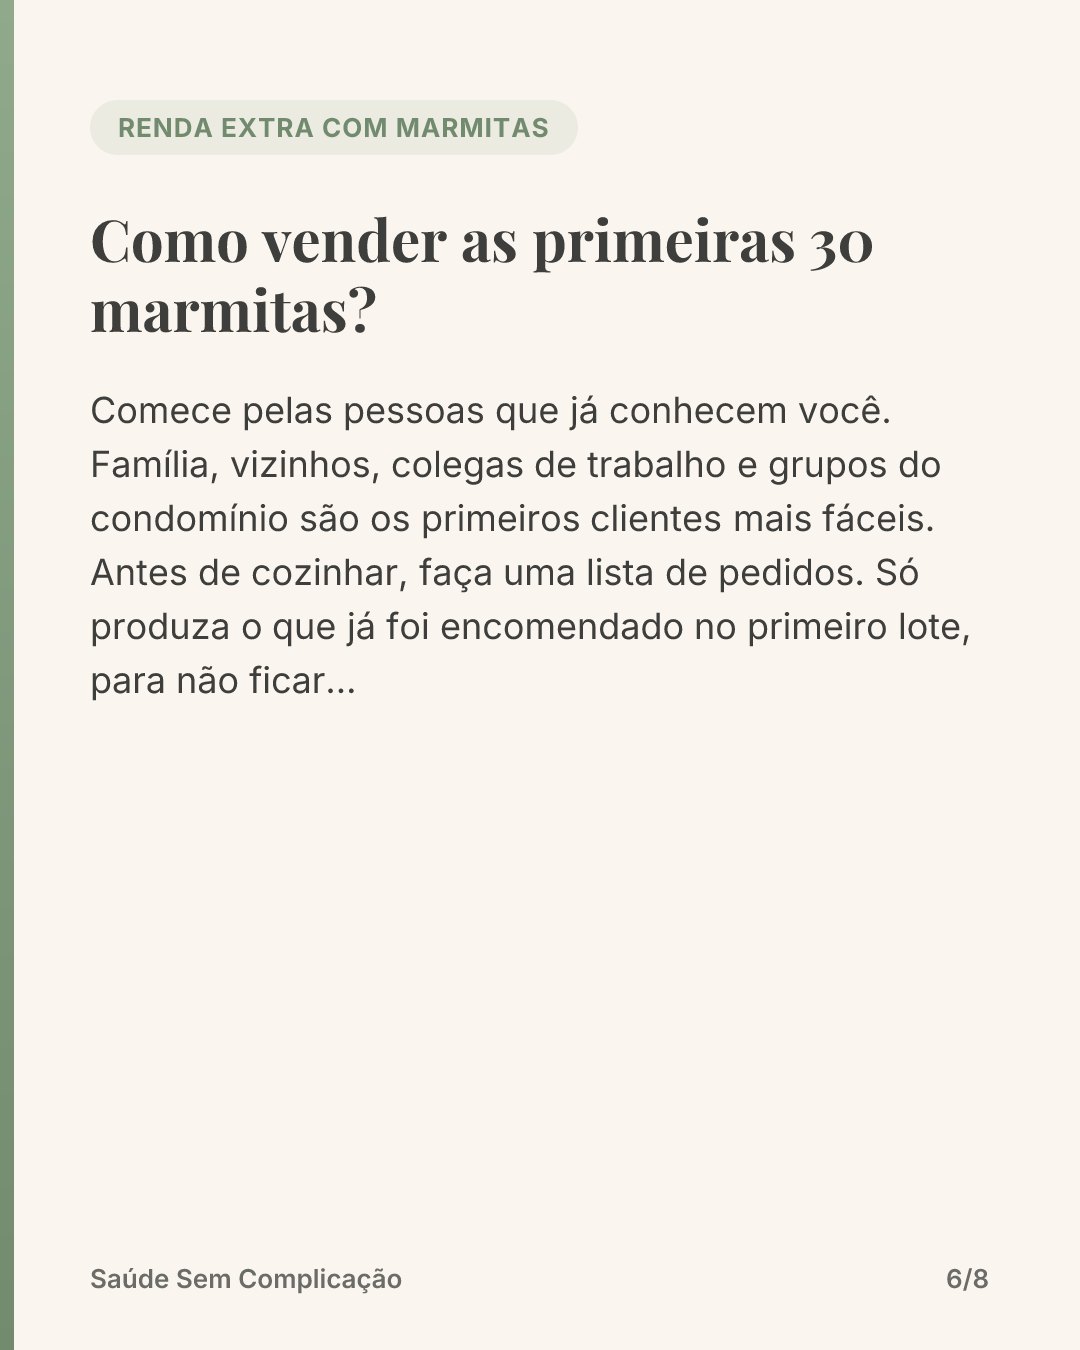 RENDA EXTRA COM MARMITAS
Como vender as primeiras 30
marmitas?
Comece pelas pessoas que já conhecem você.
Família, vizinhos, colegas de trabalho e grupos do
condomínio são os primeiros clientes mais fáceis.
Antes de cozinhar, faça uma lista de pedidos. Só
produza o que já foi encomendado no primeiro lote,
para não ficar...
Saúde Sem Complicação
6/8